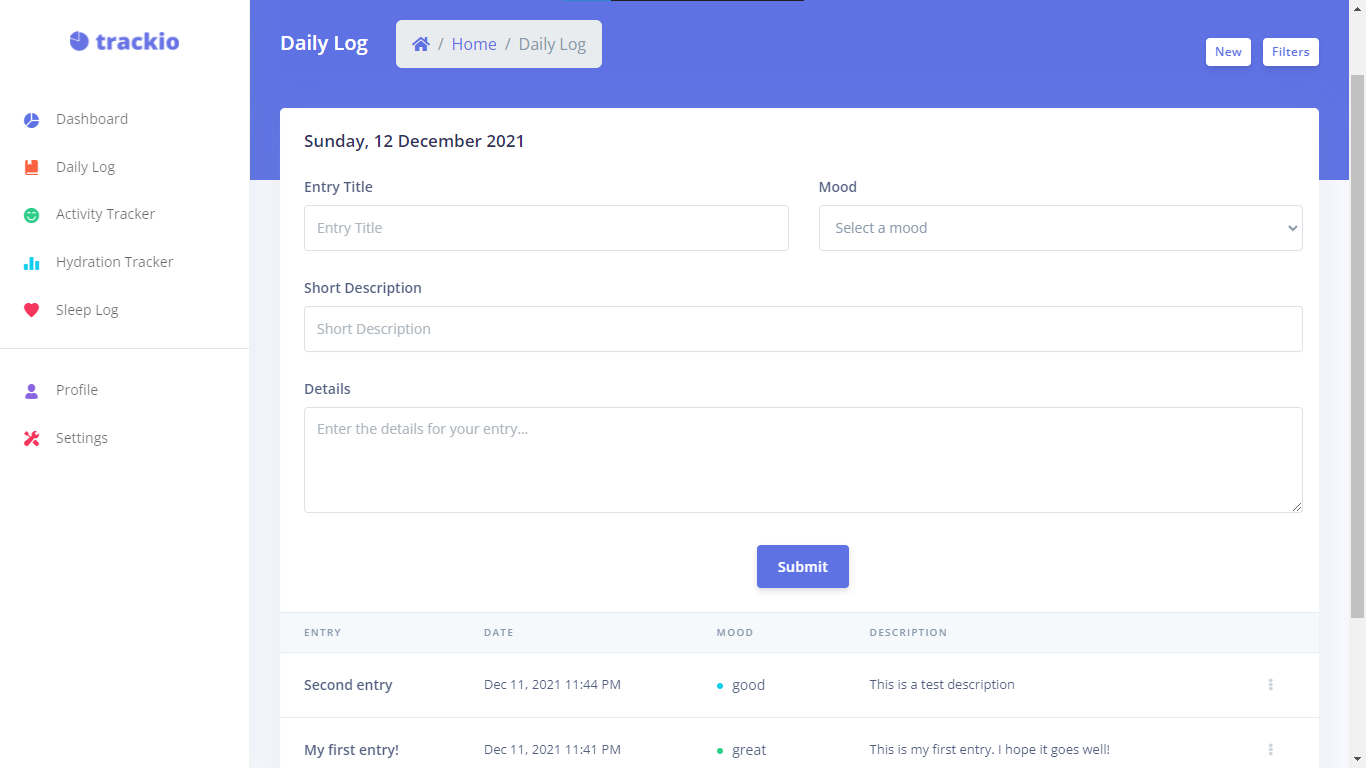 trackio
Dashboard
Daily Log
Activity Tracker
Hydration Tracker
Sleep Log
Profile
Settings
Daily Log
/ Home / Daily Log
New
Filters
Sunday, 12 December 2021
Entry Title
Mood
Entry Title
Select a mood
Short Description
Short Description
Details
Enter the details for your entry...
Submit
ENTRY DATE MOOD DESCRIPTION
Second entry Dec 11, 2021 11:44 PM good This is a test description
My first entry! Dec 11, 2021 11:41 PM great This is my first entry. I hope it goes well!